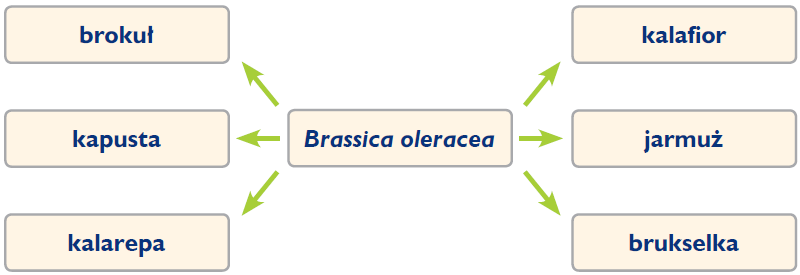 brokuł
kalafior
kapusta
Brassica oleracea
jarmuż
kalarepa
brukselka